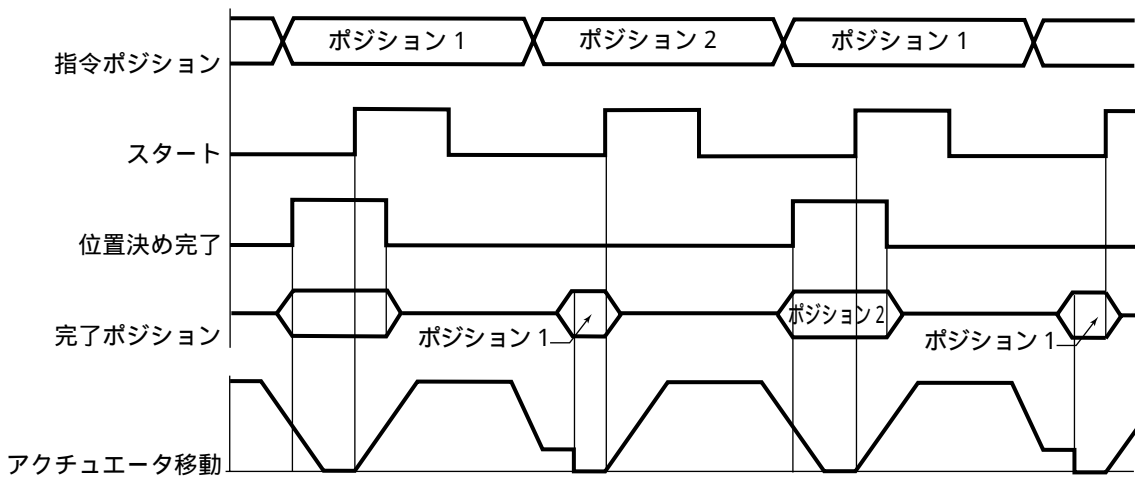 指令ポジション
ポジション 1
ポジション 2
ポジション 1
スタート
位置決め完了
完了ポジション
ポジション 1
ポジション 2
ポジション 1
アクチュエータ移動